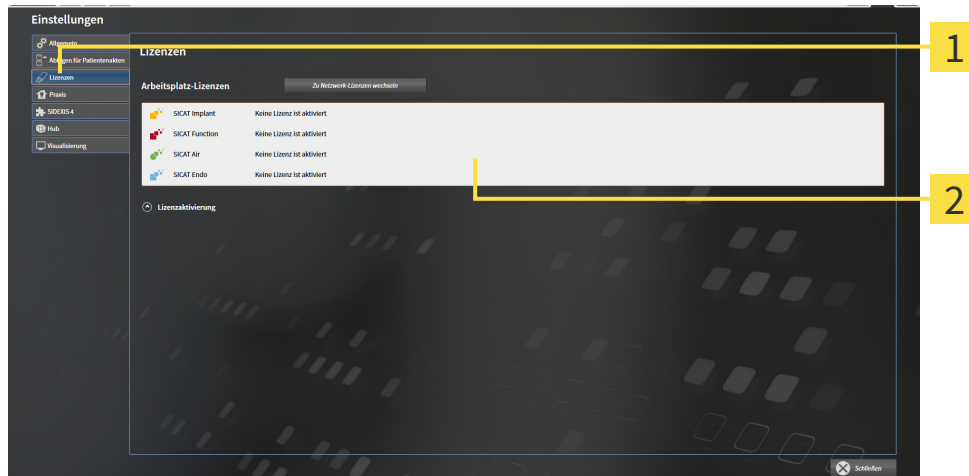 Einstellungen
Allgemein
Ablagen für Patientenakten
Lizenzen
Praxis
SIDEXIS 4
Hub
Visualisierung
Lizenzen
Arbeitsplatz-Lizenzen
Zu Netzwerk-Lizenzen wechseln
SICAT Implant Keine Lizenz ist aktiviert
SICAT Function Keine Lizenz ist aktiviert
SICAT Air Keine Lizenz ist aktiviert
SICAT Endo Keine Lizenz ist aktiviert
Lizenzaktivierung
Schließen
1
2